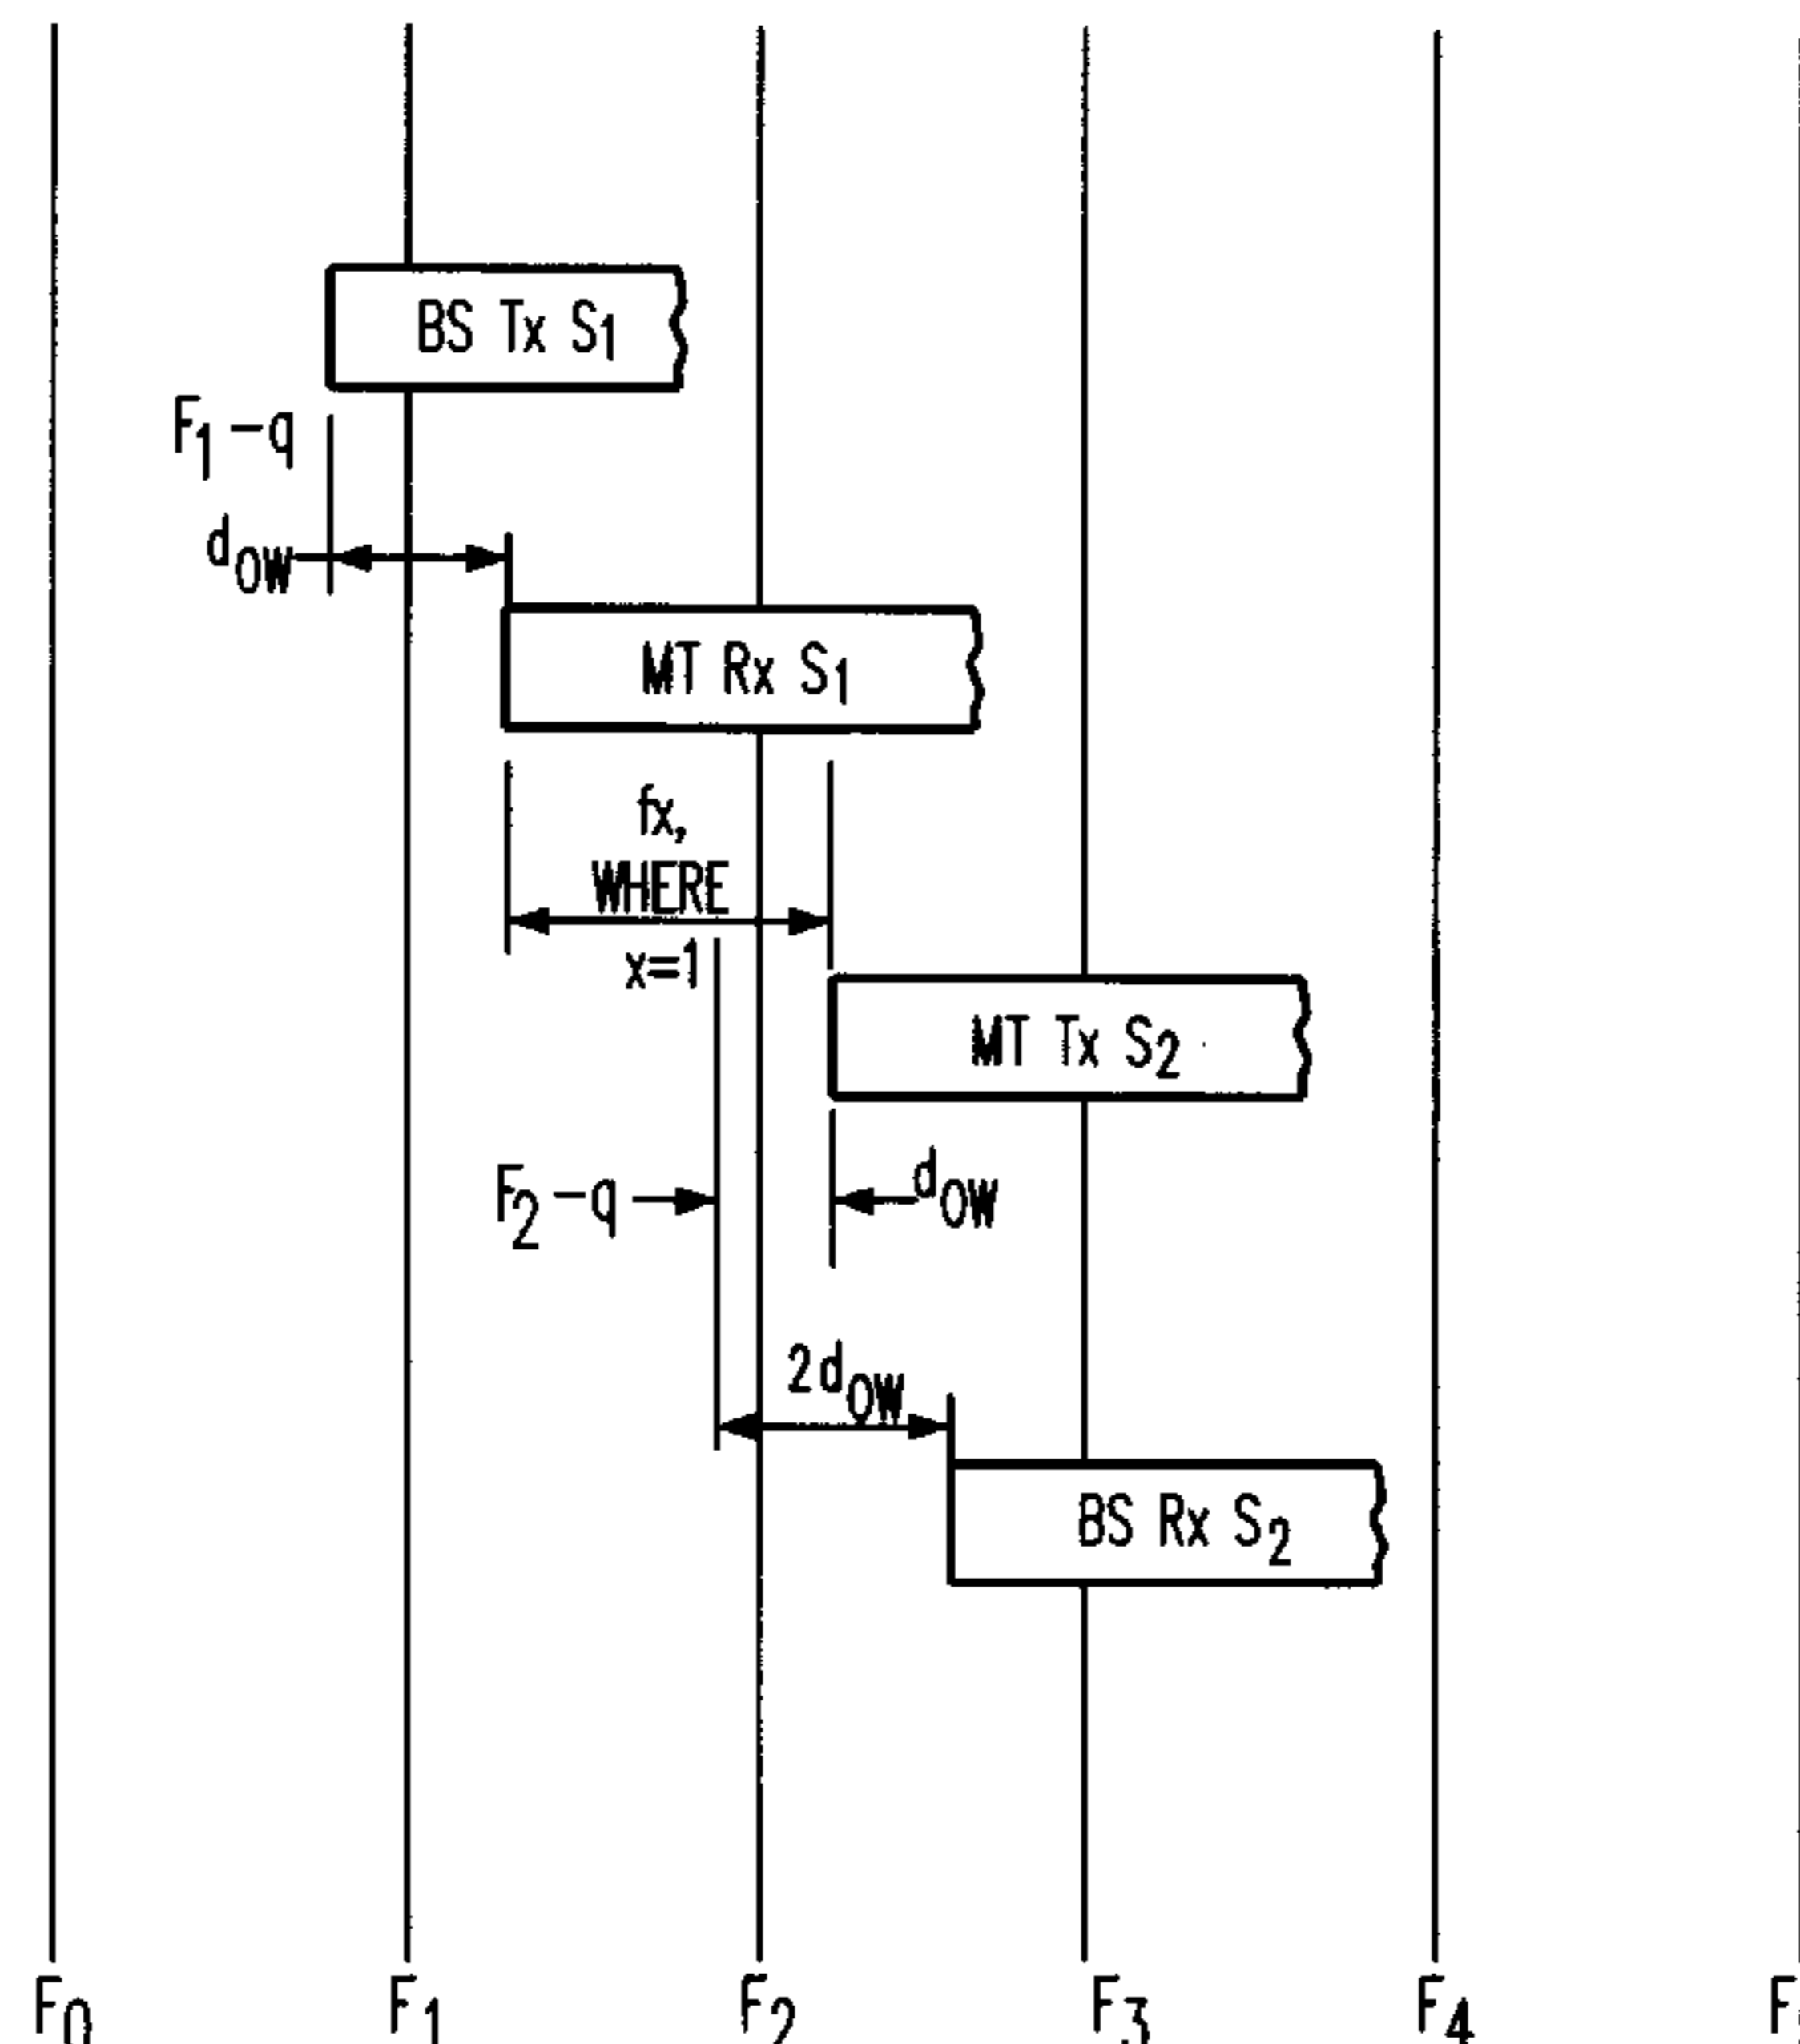 BS Tx S1
F1-q
dOW
MT Rx S1
fx,
WHERE
x=1
MT Tx S2
F2-q
dOW
2dOW
BS Rx S2
F0 F1 F2 F3 F4 F